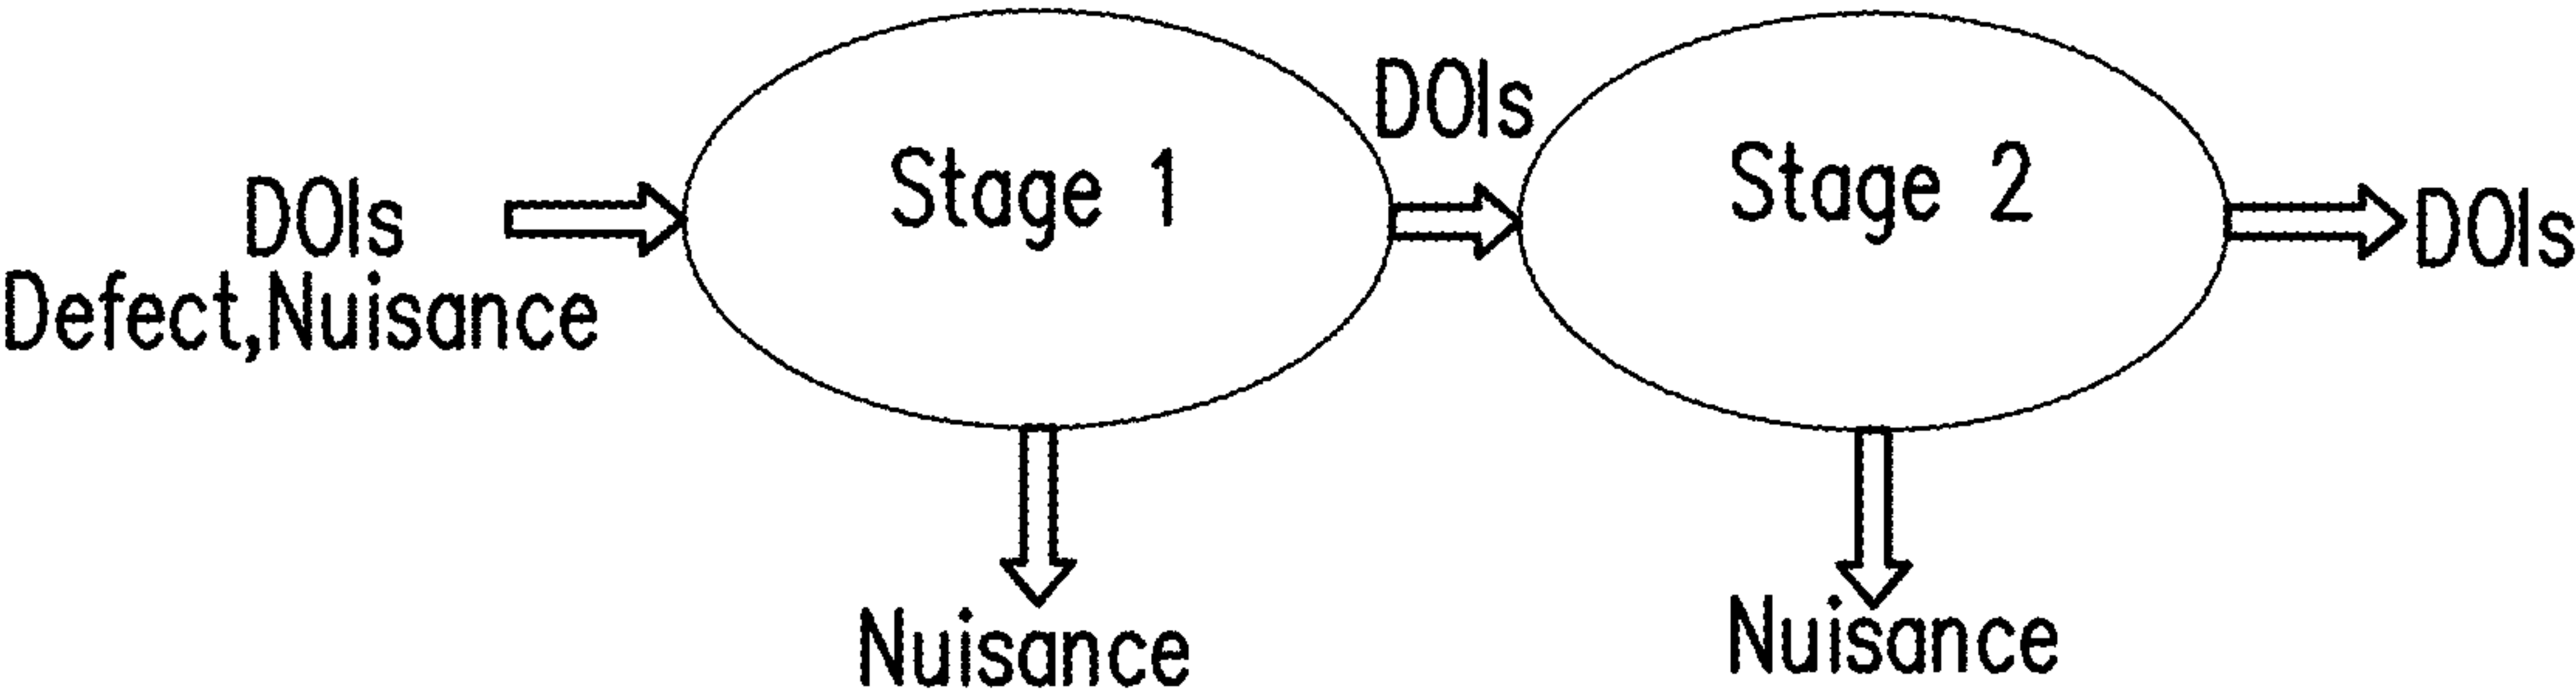 DOIs
Defect,Nuisance
Stage 1
DOIs
Stage 2
DOIs
Nuisance
Nuisance